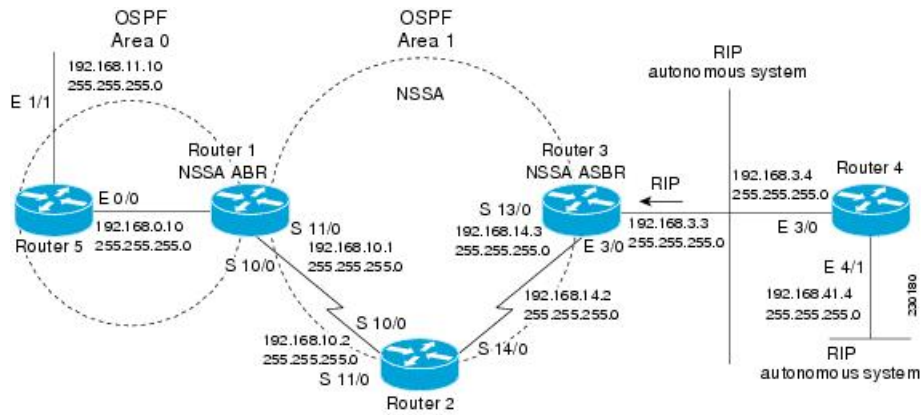 OSPF
Area 0
OSPF
Area 1
RIP
autonomous system
192.168.11.10
255.255.255.0
E 1/1
NSSA
Router 1
NSSA ABR
Router 3
NSSA ASBR
RIP
192.168.3.4
255.255.255.0
Router 4
E 0/0
192.168.0.10
255.255.255.0
Router 5
S 11/0
192.168.10.1
255.255.255.0
S 10/0
S 13/0
192.168.14.3
255.255.255.0
E 3/0
192.168.3.3
255.255.255.0
E 3/0
E 4/1
192.168.41.4
255.255.255.0
230180
192.168.14.2
255.255.255.0
S 10/0
192.168.10.2
255.255.255.0
S 14/0
S 11/0
Router 2
RIP
autonomous system